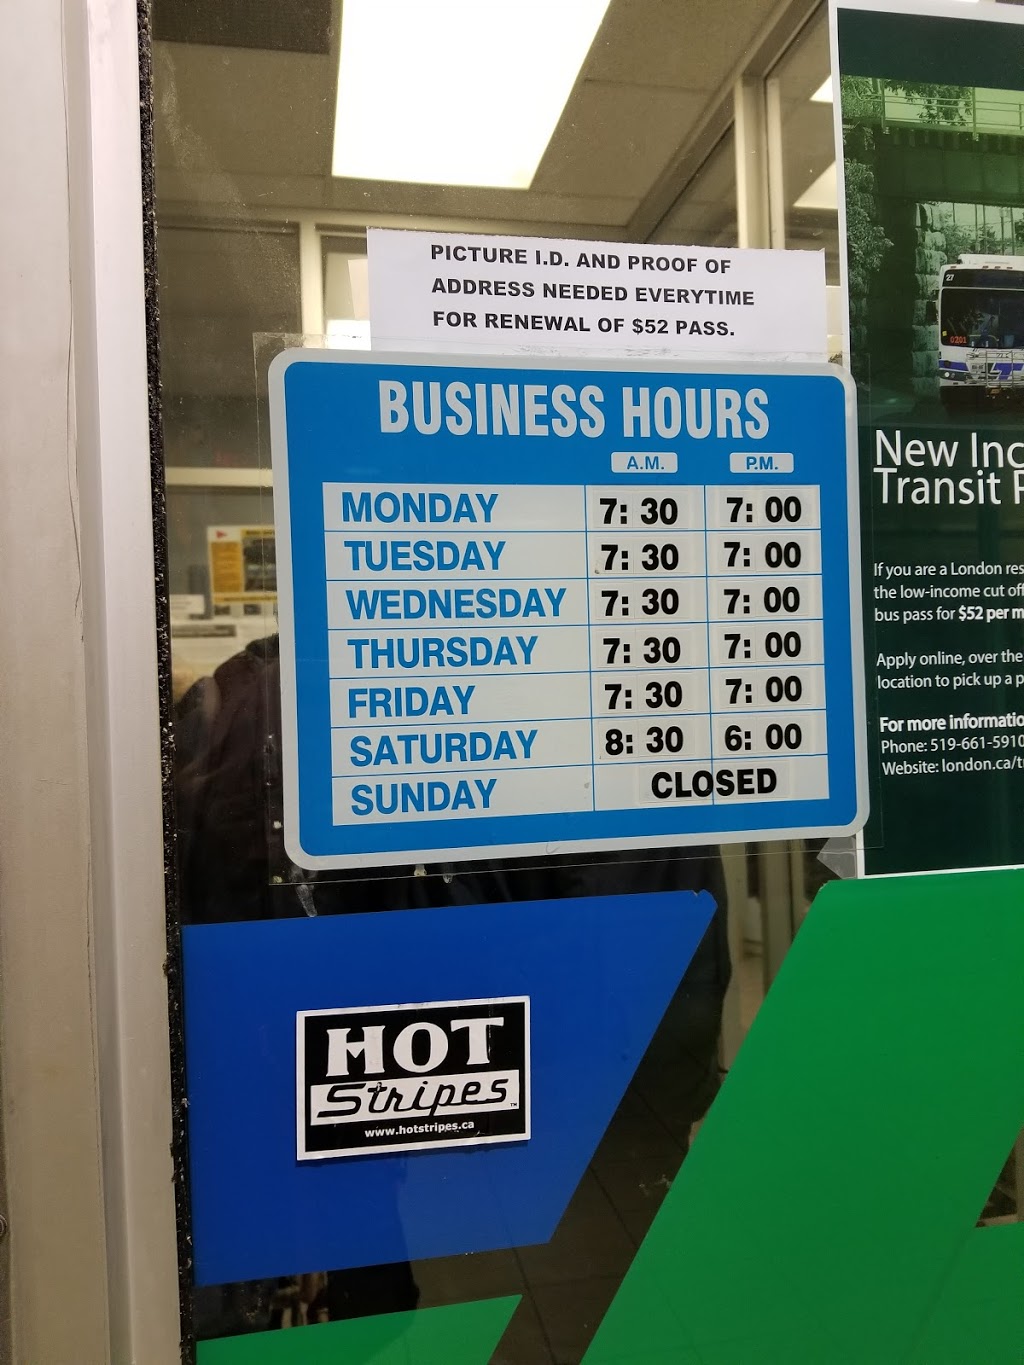 PICTURE I.D. AND PROOF OF
ADDRESS NEEDED EVERYTIME
FOR RENEWAL OF $52 PASS.
BUSINESS HOURS
A.M. P.M.
MONDAY 7: 30 7: 00
TUESDAY 7: 30 7: 00
WEDNESDAY 7: 30 7: 00
THURSDAY 7: 30 7: 00
FRIDAY 7: 30 7: 00
SATURDAY 8: 30 6: 00
SUNDAY CLOSED
27
0201
New Inc
Transit P
If you are a London res
the low-income cut off
bus pass for $52 per m
Apply online, over the
location to pick up a p
For more informatio
Phone: 519-661-5910
Website: london.ca/tr
HOT
Stripes™
www.hotstripes.ca